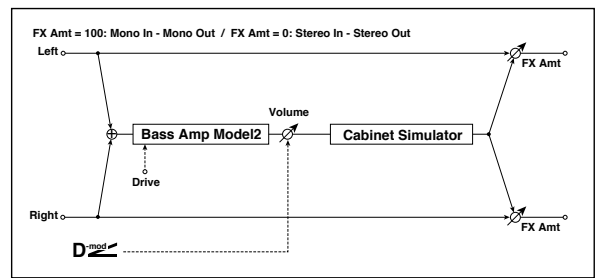 FX Amt = 100: Mono In - Mono Out / FX Amt = 0: Stereo In - Stereo Out
Left
FX Amt
Volume
Bass Amp Model2
Cabinet Simulator
Drive
Right
FX Amt
D-mod